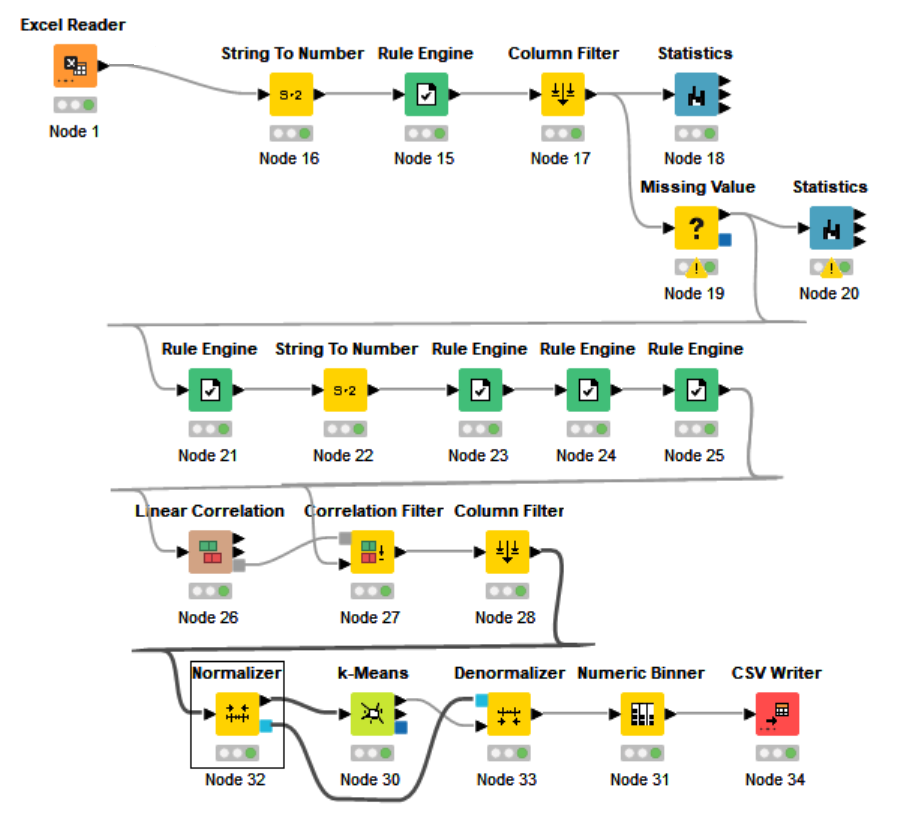 Excel Reader
Node 1
String To Number
S→2
Node 16
Rule Engine
Node 15
Column Filter
Node 17
Statistics
Node 18
Missing Value
?
Node 19
Statistics
Node 20
Rule Engine
Node 21
String To Number
S→2
Node 22
Rule Engine
Node 23
Rule Engine
Node 24
Rule Engine
Node 25
Linear Correlation
Node 26
Correlation Filter
Node 27
Column Filter
Node 28
Normalizer
Node 32
k-Means
Node 30
Denormalizer
Node 33
Numeric Binner
Node 31
CSV Writer
Node 34